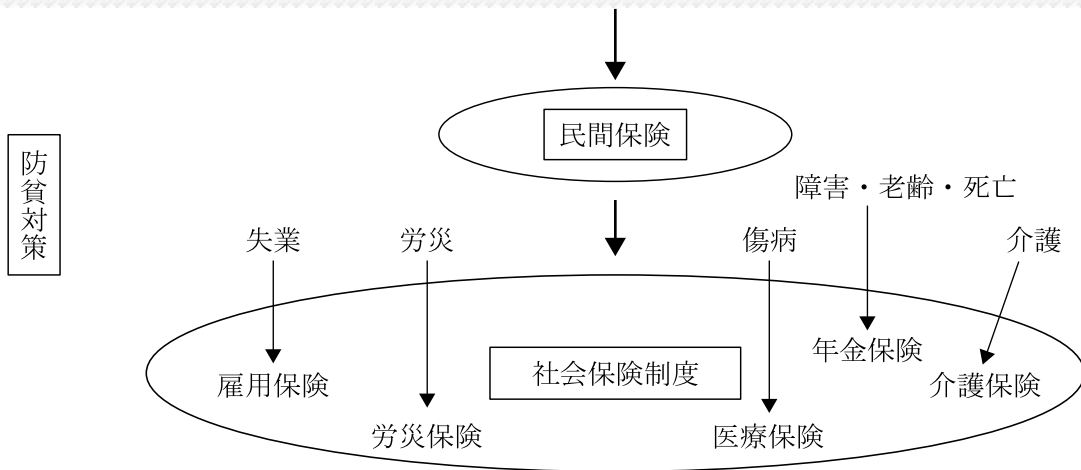 民間保険
防貧対策
障害・老齢・死亡
失業
労災
傷病
介護
年金保険
社会保険制度
雇用保険
介護保険
労災保険
医療保険